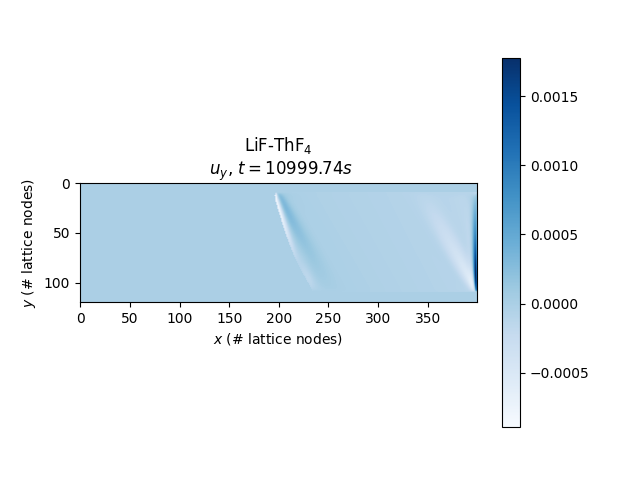 LiF-ThF₄
u_y, t = 10999.74s
0
50
100
y (# lattice nodes)
0 50 100 150 200 250 300 350
x (# lattice nodes)
0.0015
0.0010
0.0005
0.0000
−0.0005